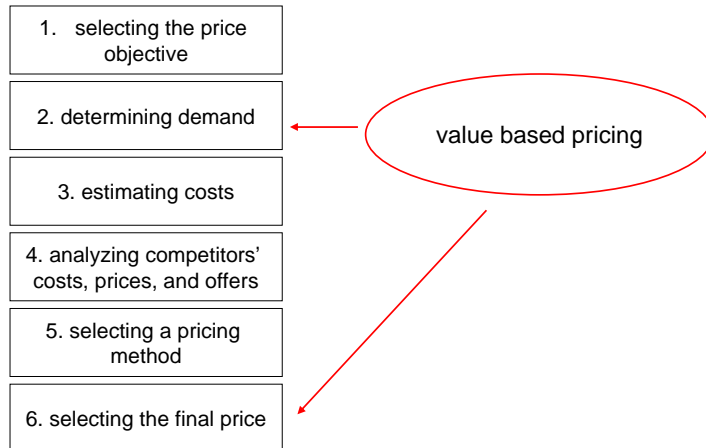 1. selecting the price
objective
2. determining demand
value based pricing
3. estimating costs
4. analyzing competitors’
costs, prices, and offers
5. selecting a pricing
method
6. selecting the final price